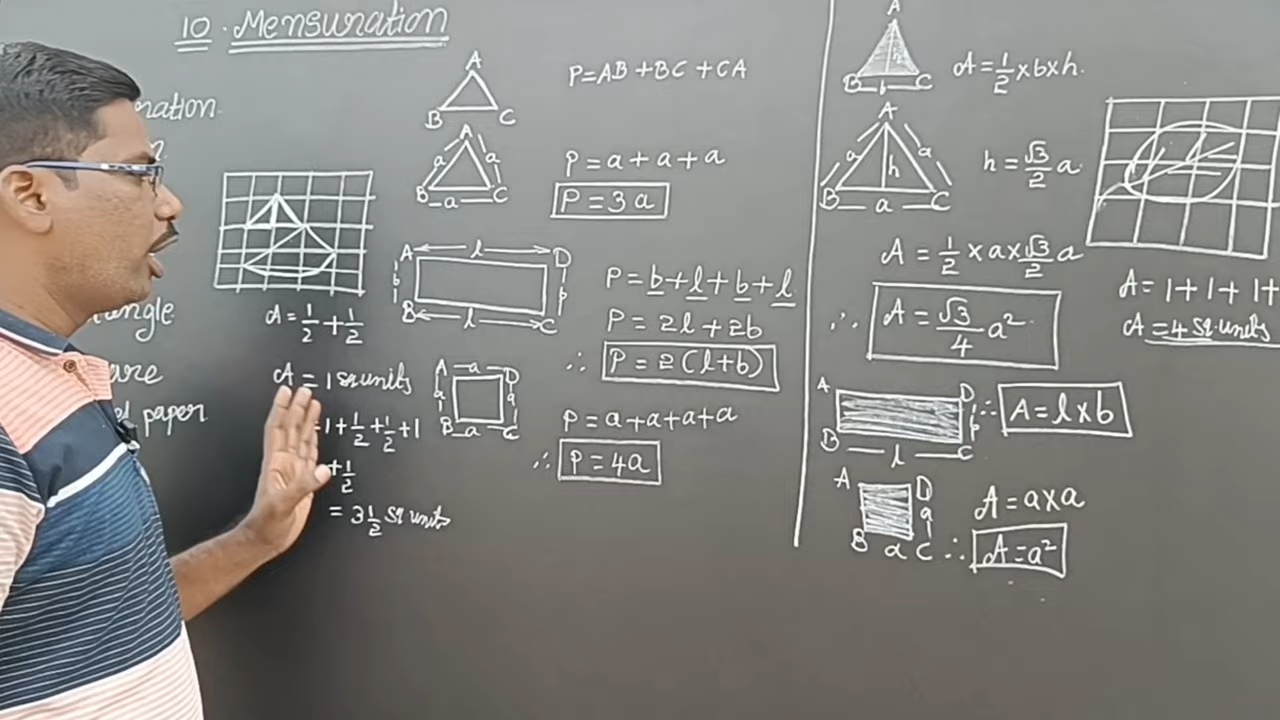 10. Mensuration
ration.
tangle
are
paper
A = 1/2 + 1/2
A = 1 sq units
1 + 1/2 + 1/2 + 1
+ 1/2
= 3 1/2 sq units
A
B C
P = AB + BC + CA
A
a a
B a C
P = a + a + a
P = 3a
A l D
b b
B l C
P = b + l + b + l
P = 2l + 2b
∴ P = 2(l+b)
A a D
a a
B a C
P = a + a + a + a
∴ P = 4a
A
h
B b C
A = 1/2 × b × h.
A
a a
h
B a C
h = √3/2 a.
A = 1/2 × a × √3/2 a
∴ A = √3/4 a²
A D
b
B l C
∴ A = l × b
A D
a
B a C
A = a × a
∴ A = a²
A = 1 + 1 + 1 +
A = 4 sq. units